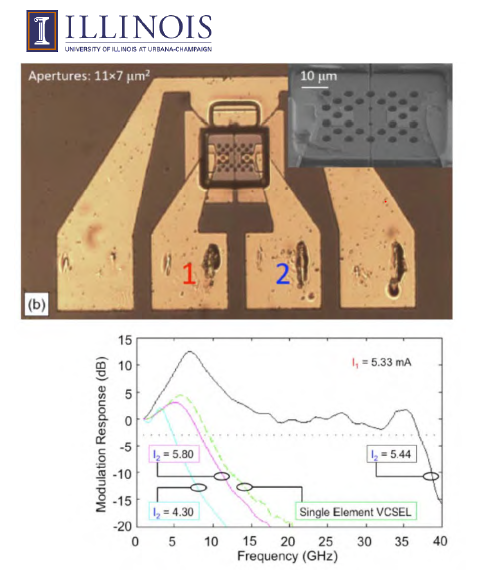 I ILLINOIS
UNIVERSITY OF ILLINOIS AT URBANA-CHAMPAIGN
Apertures: 11×7 μm²
10 μm
1
2
(b)
Modulation Response (dB)
15
10
5
0
-5
-10
-15
-20
I₁ = 5.33 mA
I₂ = 5.80
I₂ = 5.44
I₂ = 4.30
Single Element VCSEL
0 5 10 15 20 25 30 35 40
Frequency (GHz)